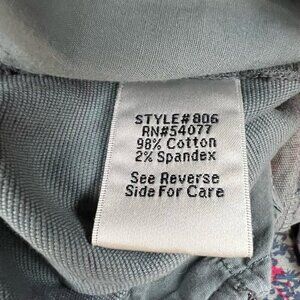 STYLE#806
RN#54077
98% Cotton
2% Spandex
See Reverse
Side For Care